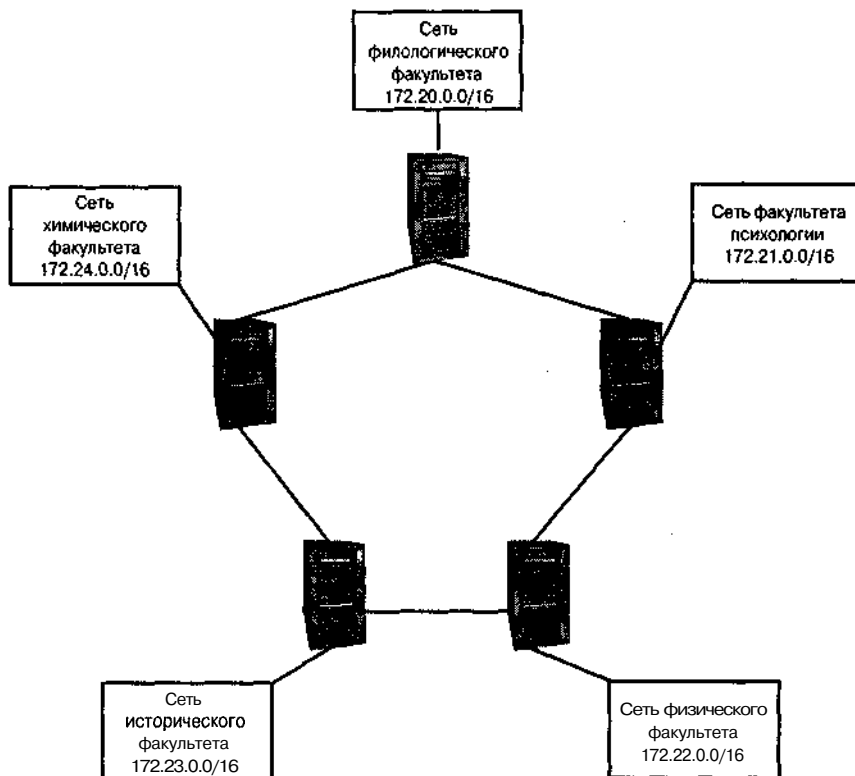 Сеть
филологического
факультета
172.20.0.0/16
Сеть
химического
факультета
172.24.0.0/16
Сеть факультета
психологии
172.21.0.0/16
Сеть
исторического
факультета
172.23.0.0/16
Сеть физического
факультета
172.22.0.0/16